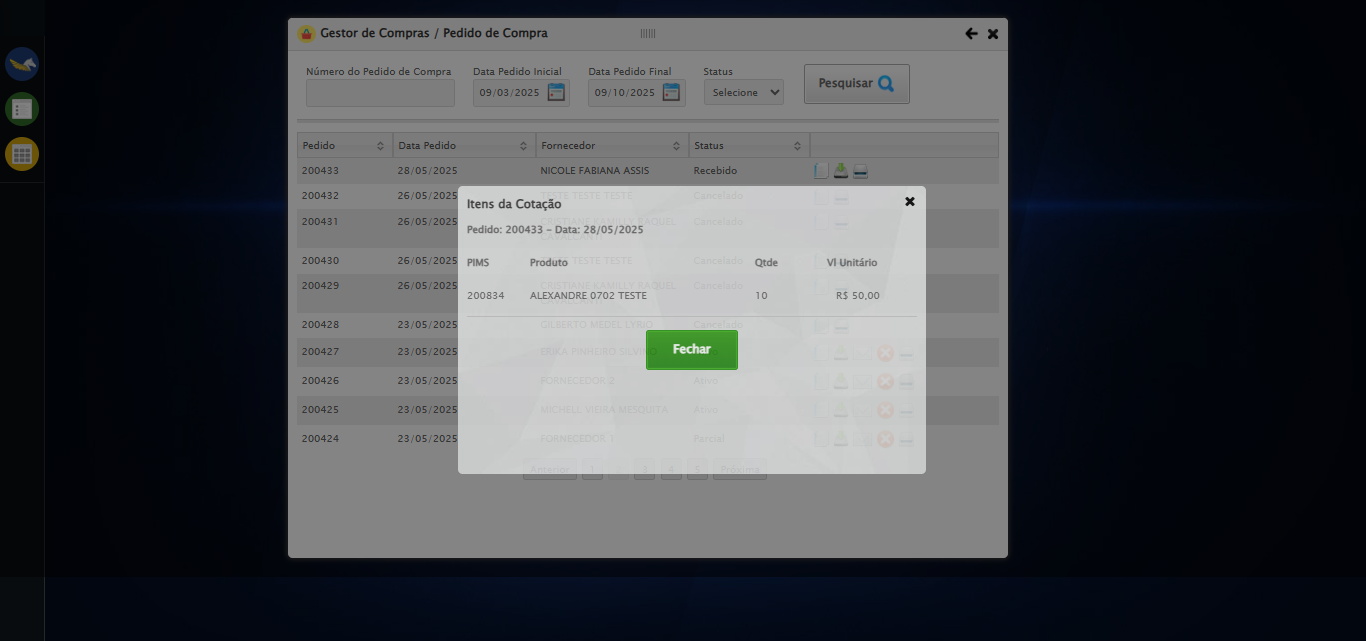 Gestor de Compras / Pedido de Compra
Número do Pedido de Compra Data Pedido Inicial Data Pedido Final Status
09/03/2025 09/10/2025 Selecione Pesquisar
Pedido Data Pedido Fornecedor Status
200433 28/05/2025 NICOLE FABIANA ASSIS Recebido
200432 26/05/2025 TESTE TESTE TESTE Cancelado
200431 26/05/2025 CRISTIANE KAMILLY RAQUEL Cancelado
200430 26/05/2025 TESTE TESTE Cancelado
200429 26/05/2025 CRISTIANE KAMILLY RAQUEL Cancelado
200428 23/05/2025 GILBERTO MEDEL LYRIO Cancelado
200427 23/05/2025 ERIKA PINHEIRO SILVINO
200426 23/05/2025 FORNECEDOR 2 Ativo
200425 23/05/2025 MICHELL VIEIRA MESQUITA Ativo
200424 23/05/2025 FORNECEDOR 1 Parcial
Anterior 1 ... 3 4 5 Próxima
Itens da Cotação
Pedido: 200433 - Data: 28/05/2025
PIMS Produto Qtde Vl Unitário
200834 ALEXANDRE 0702 TESTE 10 R$ 50,00
Fechar